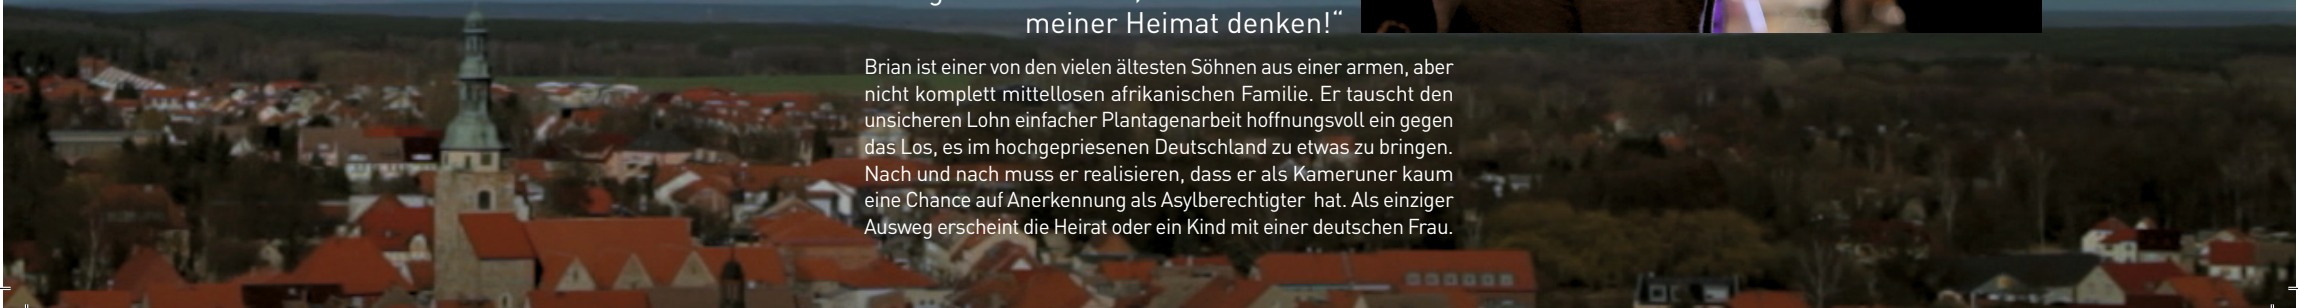 meiner Heimat denken!“
Brian ist einer von den vielen ältesten Söhnen aus einer armen, aber
nicht komplett mittellosen afrikanischen Familie. Er tauscht den
unsicheren Lohn einfacher Plantagenarbeit hoffnungsvoll ein gegen
das Los, es im hochgepriesenen Deutschland zu etwas zu bringen.
Nach und nach muss er realisieren, dass er als Kameruner kaum
eine Chance auf Anerkennung als Asylberechtigter hat. Als einziger
Ausweg erscheint die Heirat oder ein Kind mit einer deutschen Frau.